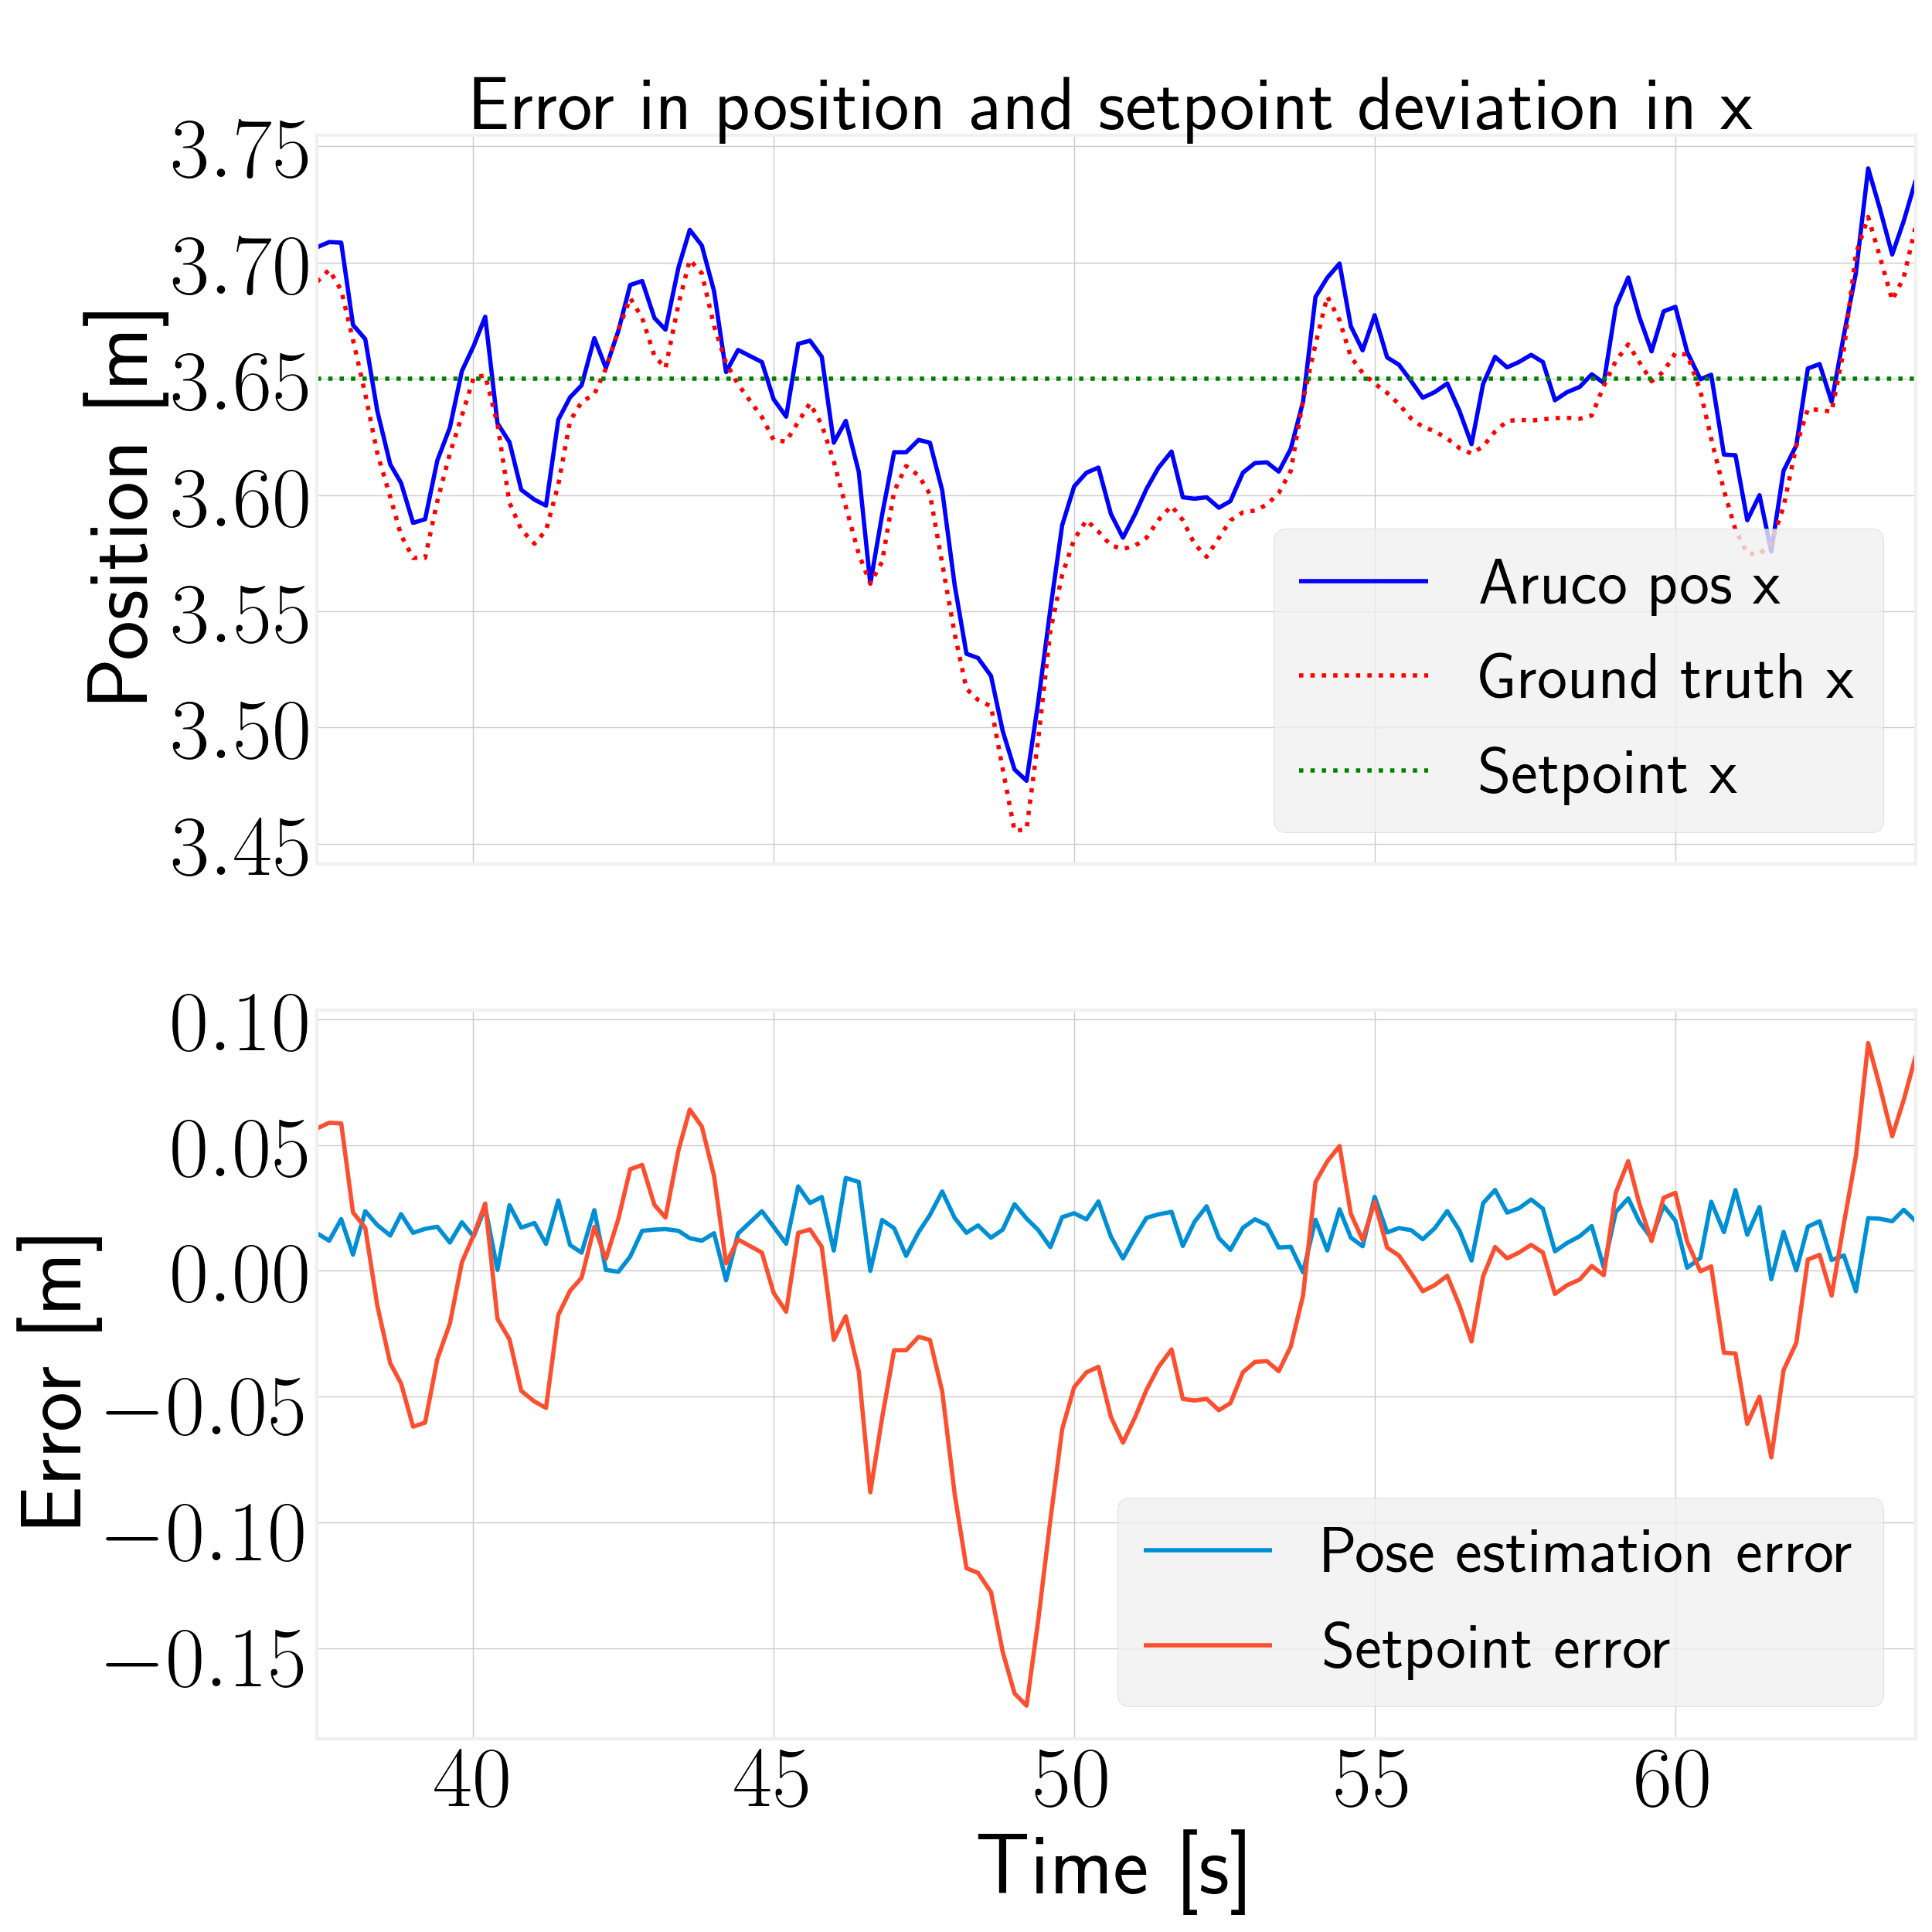 Error in position and setpoint deviation in x
Position [m]
3.75
3.70
3.65
3.60
3.55
3.50
3.45
Aruco pos x
Ground truth x
Setpoint x
Error [m]
0.10
0.05
0.00
−0.05
−0.10
−0.15
Pose estimation error
Setpoint error
40 45 50 55 60
Time [s]